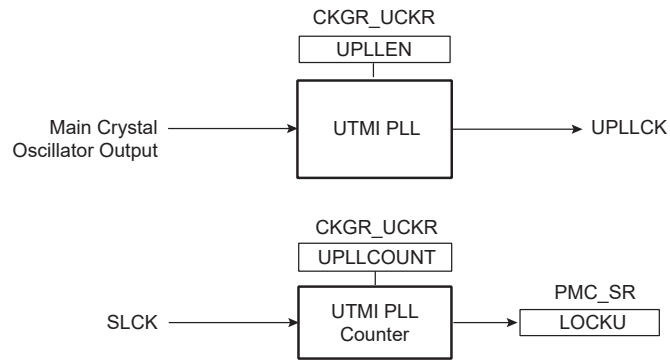 CKGR_UCKR
UPLLEN
Main Crystal
Oscillator Output
UTMI PLL
UPLLCK
CKGR_UCKR
UPLLCOUNT
SLCK
UTMI PLL
Counter
PMC_SR
LOCKU